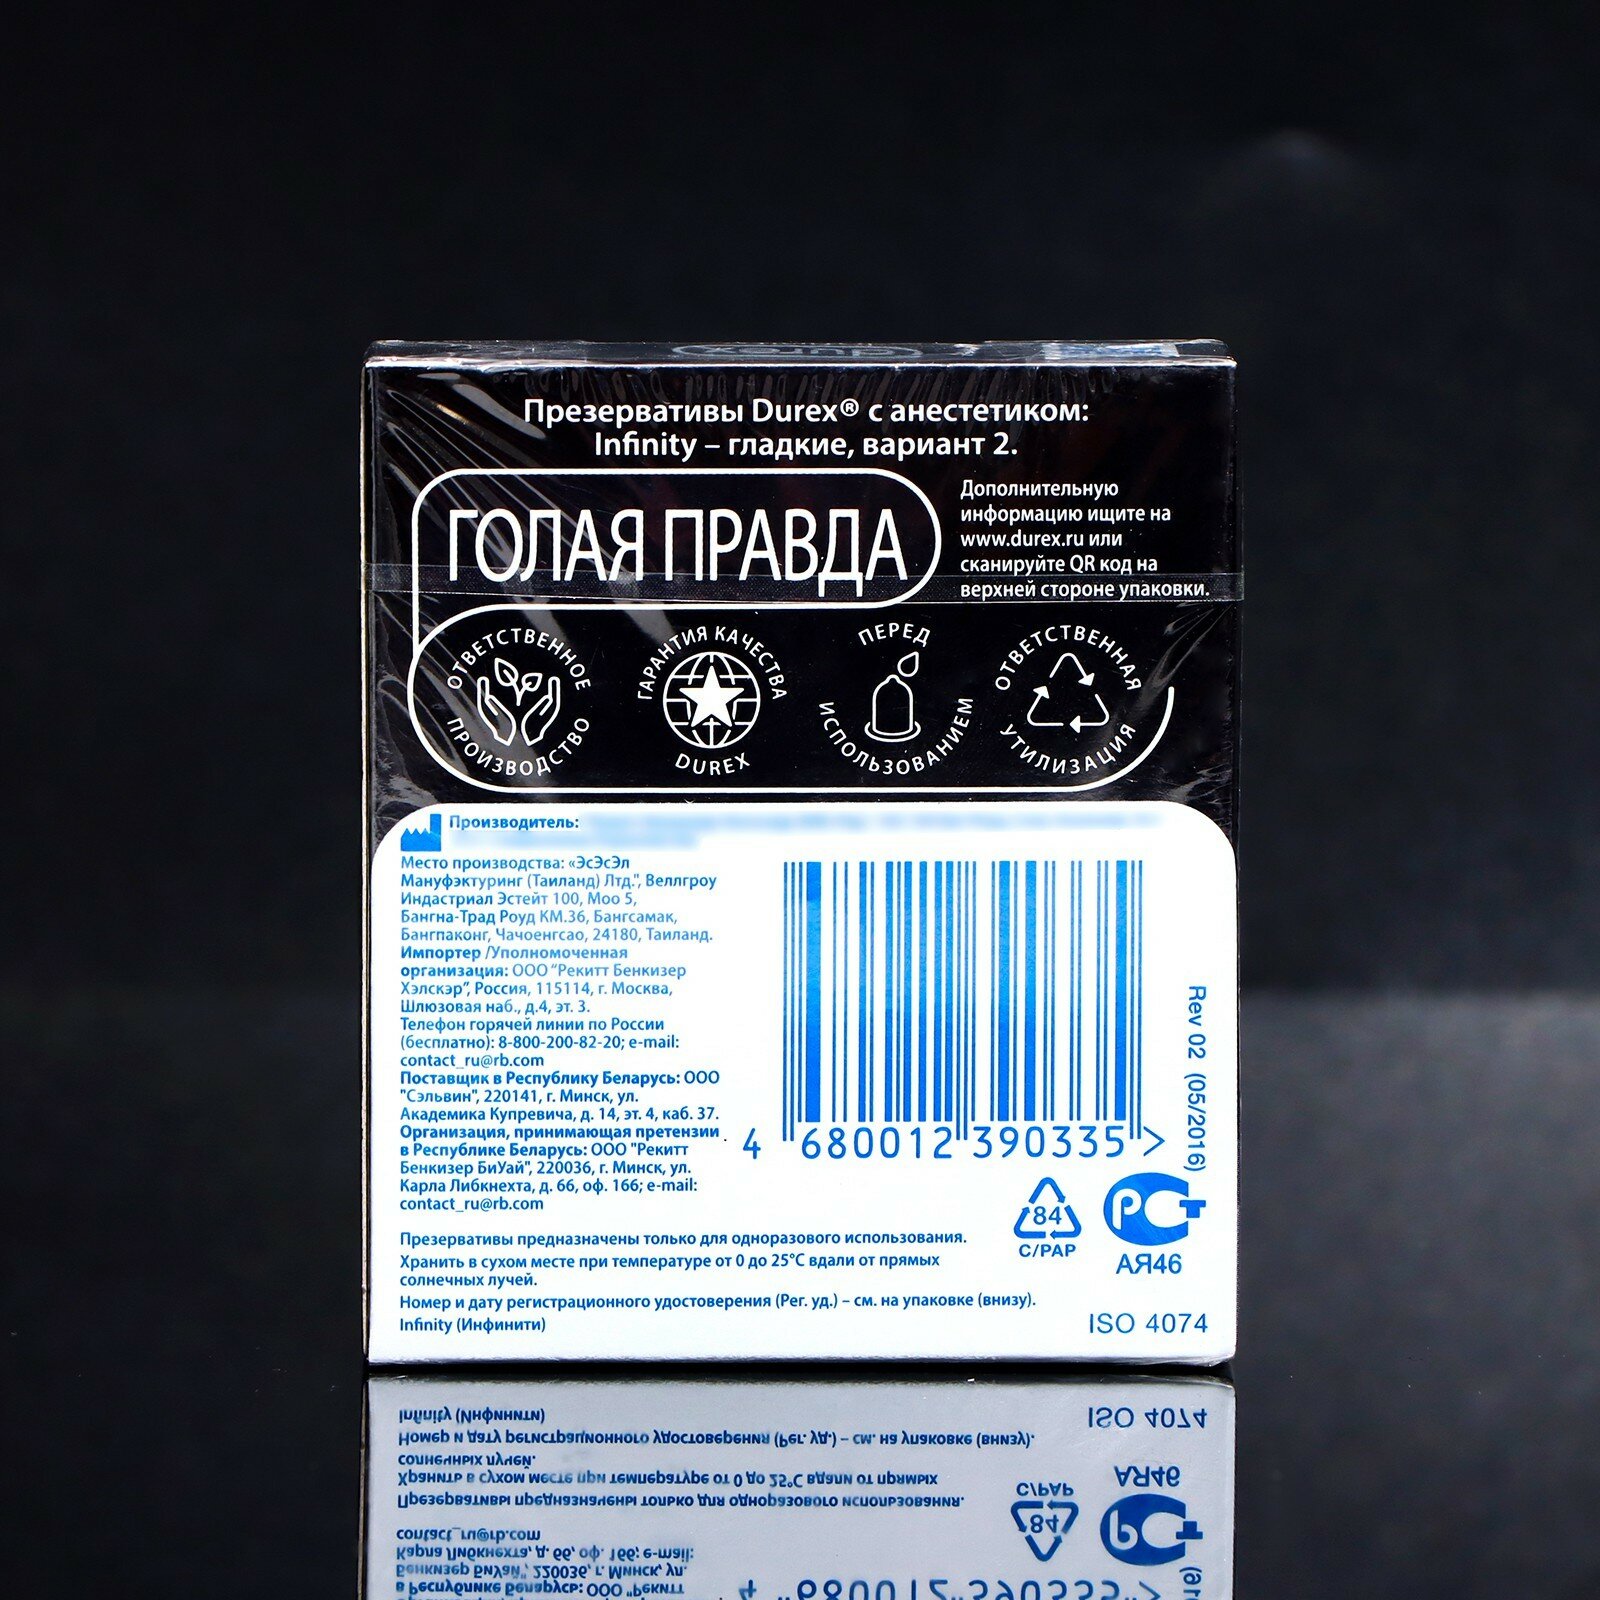 durex
Презервативы Durex® с анестетиком:
Infinity – гладкие, вариант 2.
ГОЛАЯ ПРАВДА
Дополнительную
информацию ищите на
www.durex.ru или
сканируйте QR код на
верхней стороне упаковки.
ОТВЕТСТВЕННОЕ
ПРОИЗВОДСТВО
ГАРАНТИЯ КАЧЕСТВА
DUREX
ПЕРЕД
ИСПОЛЬЗОВАНИЕМ
ОТВЕТСТВЕННАЯ
УТИЛИЗАЦИЯ
Производитель:
Место производства: «ЭсЭсЭл
Мануфэктуринг (Таиланд) Лтд.", Веллгроу
Индастриал Эстейт 100, Моо 5,
Бангна-Трад Роуд КМ.36, Бангсамак,
Бангпаконг, Чачоенгсао, 24180, Таиланд.
Импортер /Уполномоченная
организация: ООО "Рекитт Бенкизер
Хэлскэр", Россия, 115114, г. Москва,
Шлюзовая наб., д.4, эт. 3.
Телефон горячей линии по России
(бесплатно): 8-800-200-82-20; e-mail:
contact_ru@rb.com
Поставщик в Республику Беларусь: ООО
"Сэльвин", 220141, г. Минск, ул.
Академика Купревича, д. 14, эт. 4, каб. 37.
Организация, принимающая претензии
в Республике Беларусь: ООО "Рекитт
Бенкизер БиУай", 220036, г. Минск, ул.
Карла Либкнехта, д. 66, оф. 166; e-mail:
contact_ru@rb.com
4 680012 390335 >
Rev 02 (05/2016)
84
C/PAP
РСТ
АЯ46
Презервативы предназначены только для одноразового использования.
Хранить в сухом месте при температуре от 0 до 25°C вдали от прямых
солнечных лучей.
Номер и дату регистрационного удостоверения (Рег. уд.) – см. на упаковке (внизу).
Infinity (Инфинити)
ISO 4074